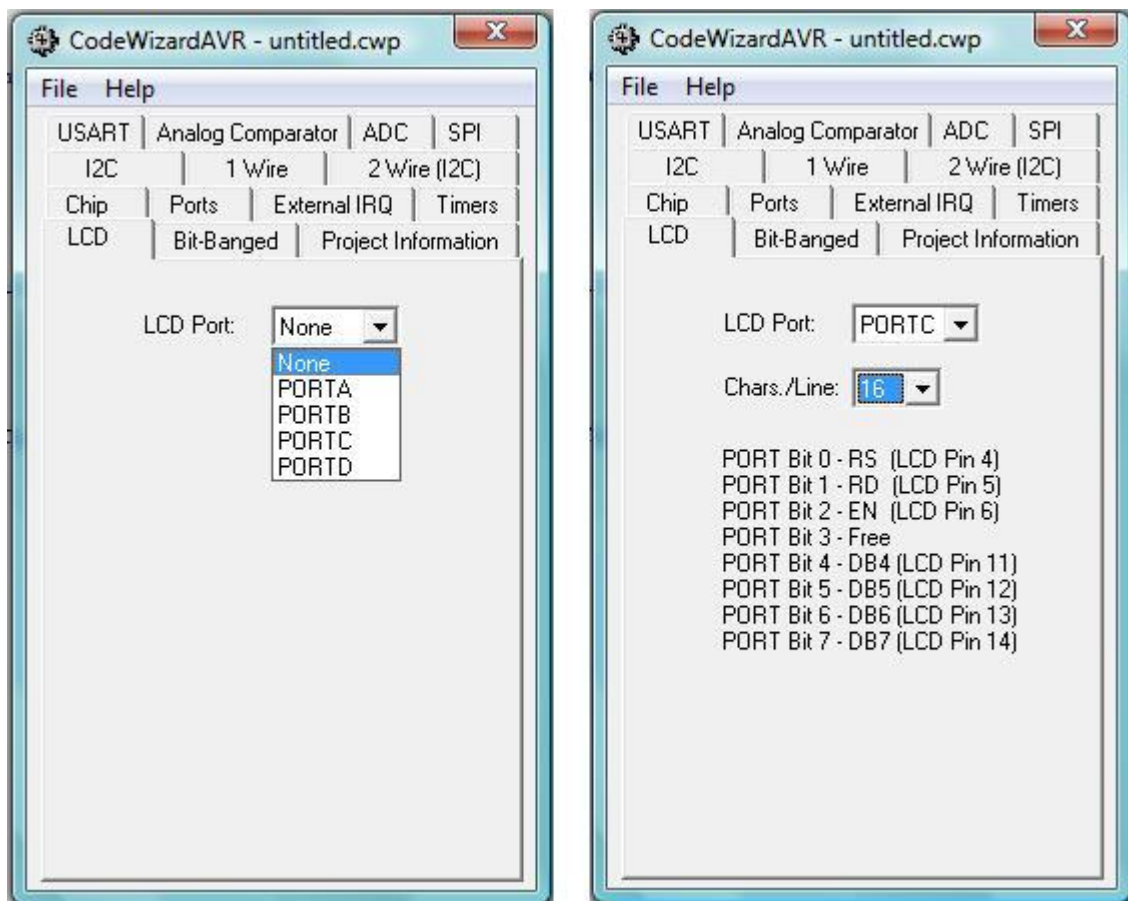 CodeWizardAVR - untitled.cwp
File Help
USART Analog Comparator ADC SPI
I2C 1 Wire 2 Wire (I2C)
Chip Ports External IRQ Timers
LCD Bit-Banged Project Information
LCD Port: None
None
PORTA
PORTB
PORTC
PORTD
CodeWizardAVR - untitled.cwp
File Help
USART Analog Comparator ADC SPI
I2C 1 Wire 2 Wire (I2C)
Chip Ports External IRQ Timers
LCD Bit-Banged Project Information
LCD Port: PORTC
Chars./Line: 16
PORT Bit 0 - RS (LCD Pin 4)
PORT Bit 1 - RD (LCD Pin 5)
PORT Bit 2 - EN (LCD Pin 6)
PORT Bit 3 - Free
PORT Bit 4 - DB4 (LCD Pin 11)
PORT Bit 5 - DB5 (LCD Pin 12)
PORT Bit 6 - DB6 (LCD Pin 13)
PORT Bit 7 - DB7 (LCD Pin 14)